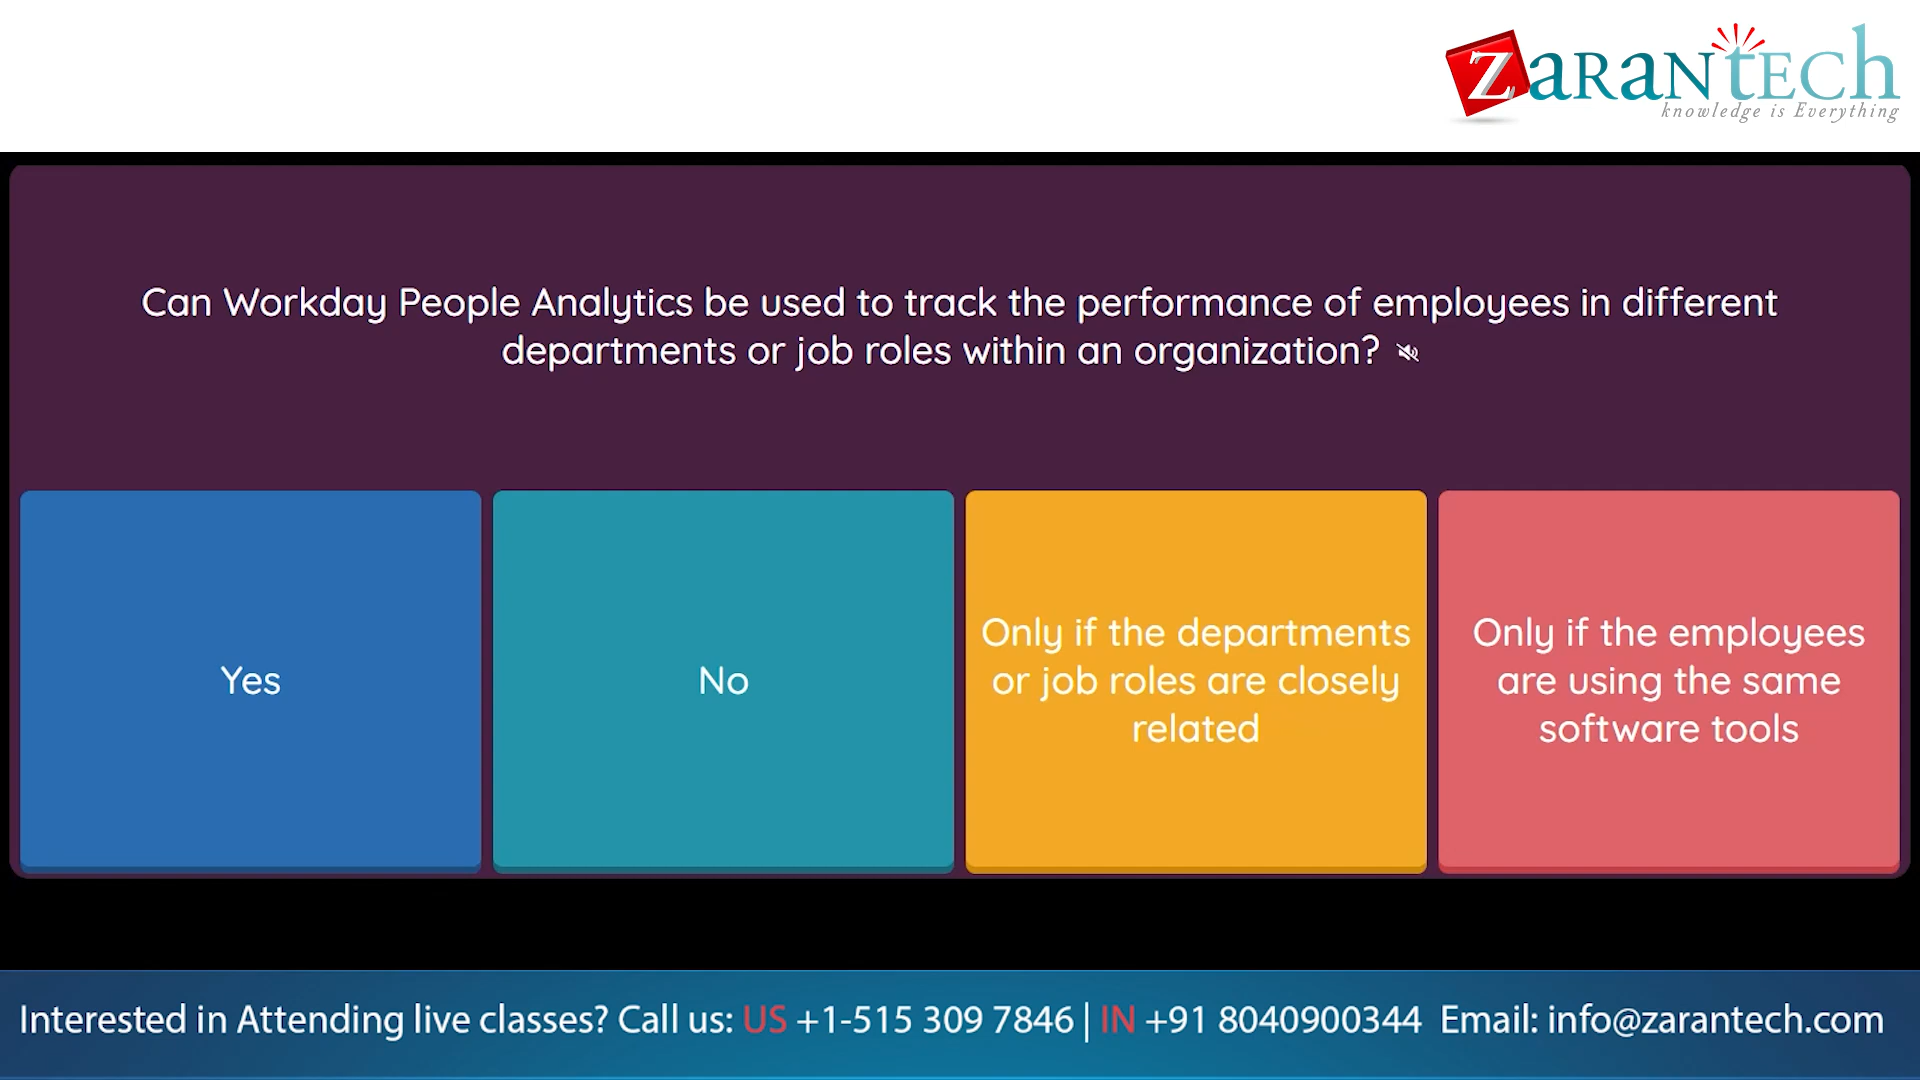 ZaranTech
knowledge is Everything
Can Workday People Analytics be used to track the performance of employees in different
departments or job roles within an organization?
Yes
No
Only if the departments
or job roles are closely
related
Only if the employees
are using the same
software tools
Interested in Attending live classes? Call us: US +1-515 309 7846 | IN +91 8040900344 Email: info@zarantech.com